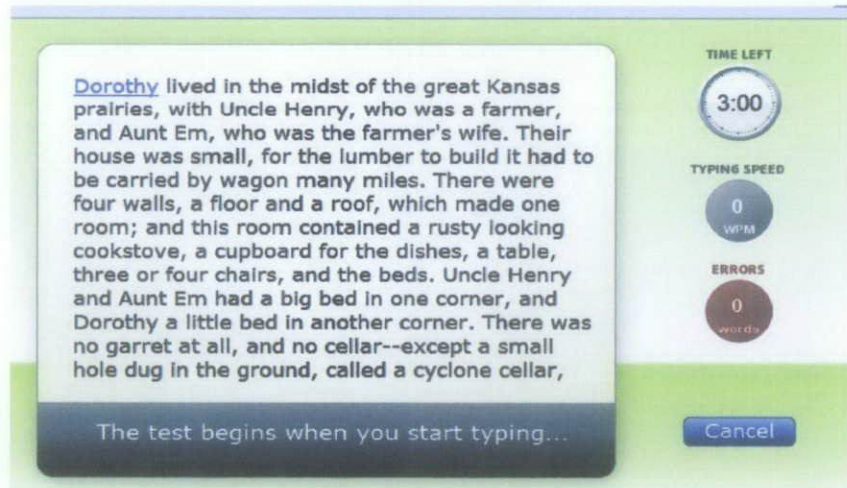 Dorothy lived in the midst of the great Kansas
prairies, with Uncle Henry, who was a farmer,
and Aunt Em, who was the farmer's wife. Their
house was small, for the lumber to build it had to
be carried by wagon many miles. There were
four walls, a floor and a roof, which made one
room; and this room contained a rusty looking
cookstove, a cupboard for the dishes, a table,
three or four chairs, and the beds. Uncle Henry
and Aunt Em had a big bed in one corner, and
Dorothy a little bed in another corner. There was
no garret at all, and no cellar--except a small
hole dug in the ground, called a cyclone cellar,
The test begins when you start typing...
TIME LEFT
3:00
TYPING SPEED
0
WPM
ERRORS
0
words
Cancel